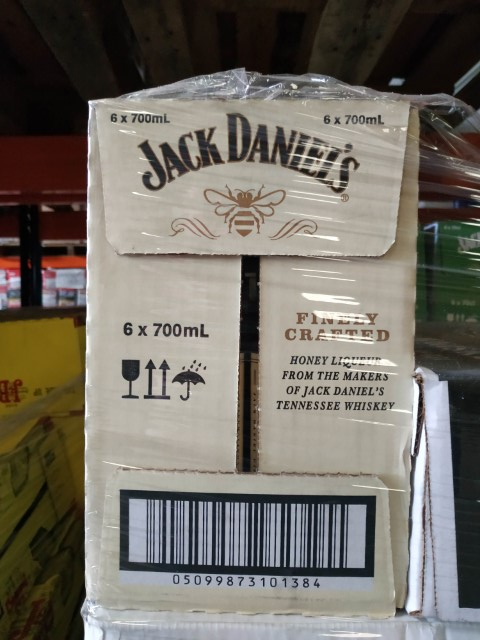 6 x 700mL
6 x 700mL
JACK DANIEL'S
®
6 x 700mL
FINELY
CRAFTED
HONEY LIQUEUR
FROM THE MAKERS
OF JACK DANIEL'S
TENNESSEE WHISKEY
05099873101384
J&B